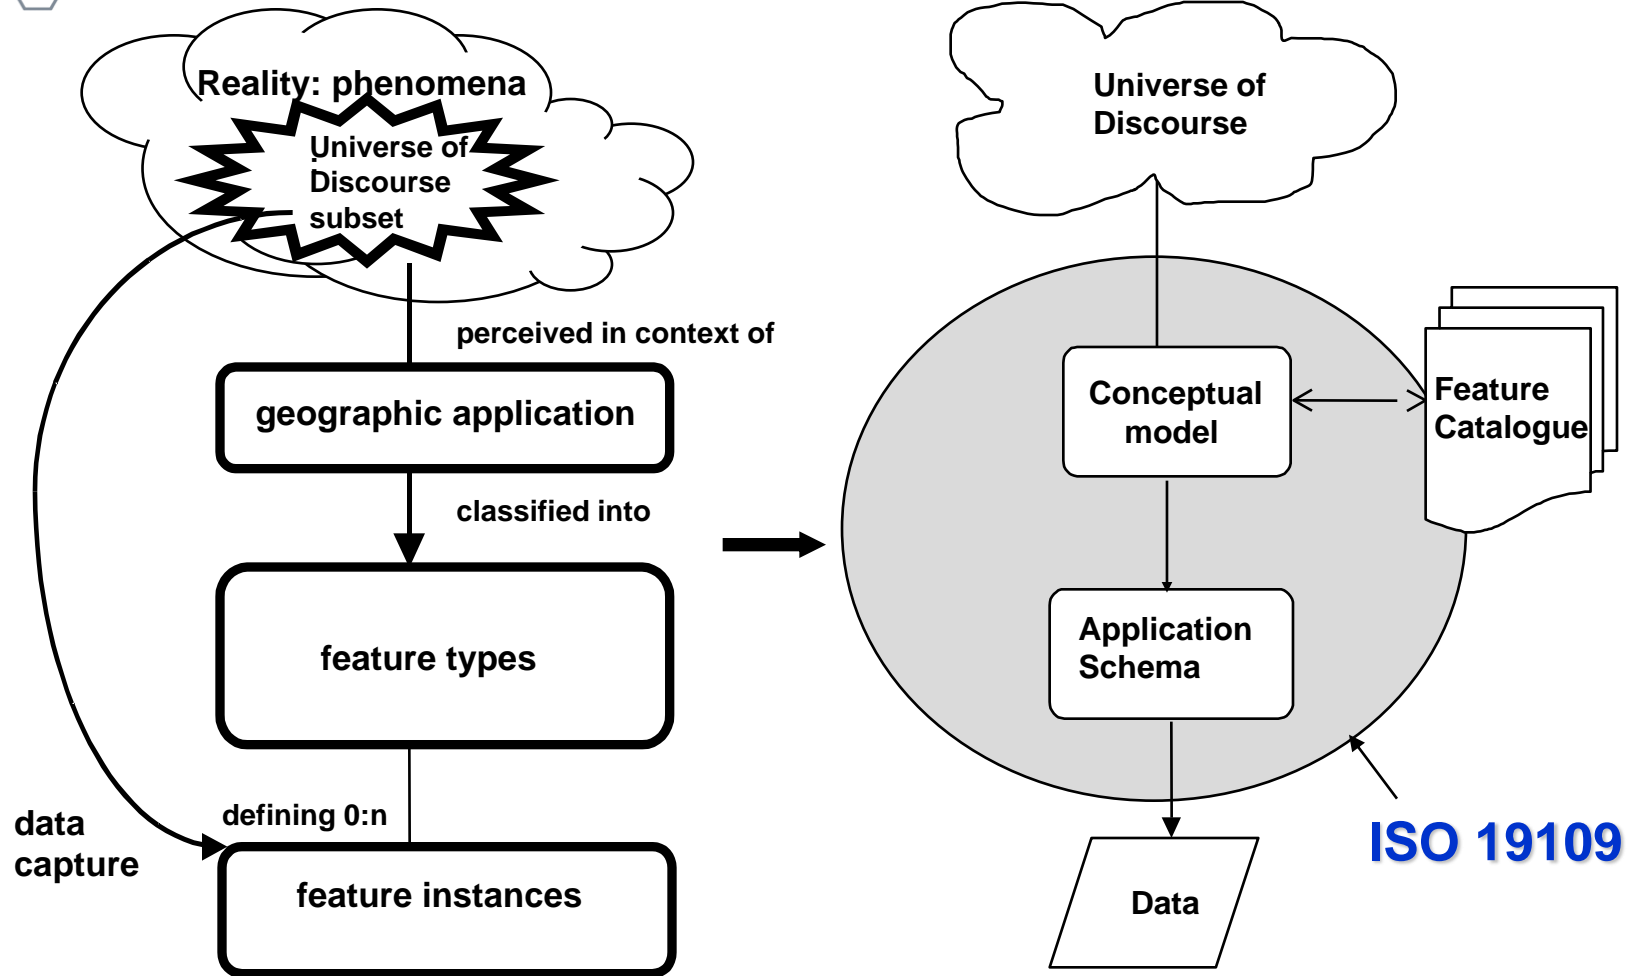 Reality: phenomena
Universe of
Discourse
subset
perceived in context of
geographic application
classified into
feature types
defining 0:n
data
capture
feature instances
Universe of
Discourse
Conceptual
model
Feature
Catalogue
Application
Schema
ISO 19109
Data